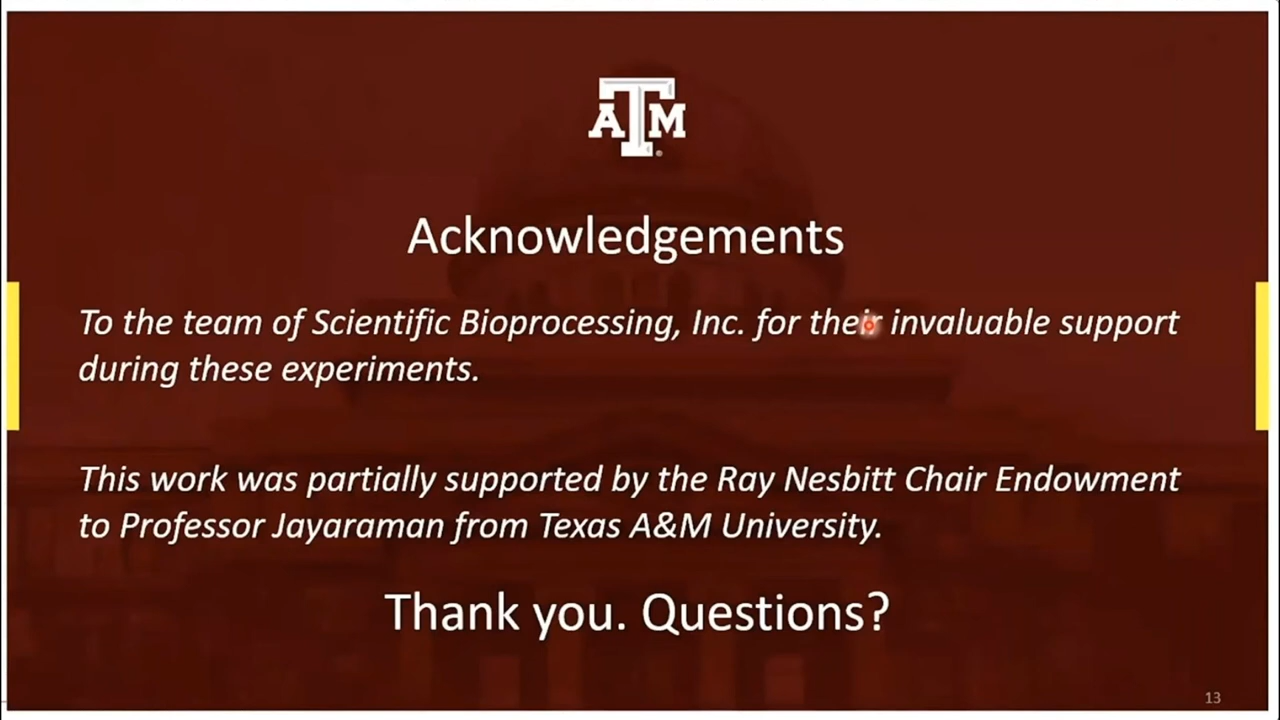 ATM
Acknowledgements
To the team of Scientific Bioprocessing, Inc. for their invaluable support
during these experiments.
This work was partially supported by the Ray Nesbitt Chair Endowment
to Professor Jayaraman from Texas A&M University.
Thank you. Questions?
13